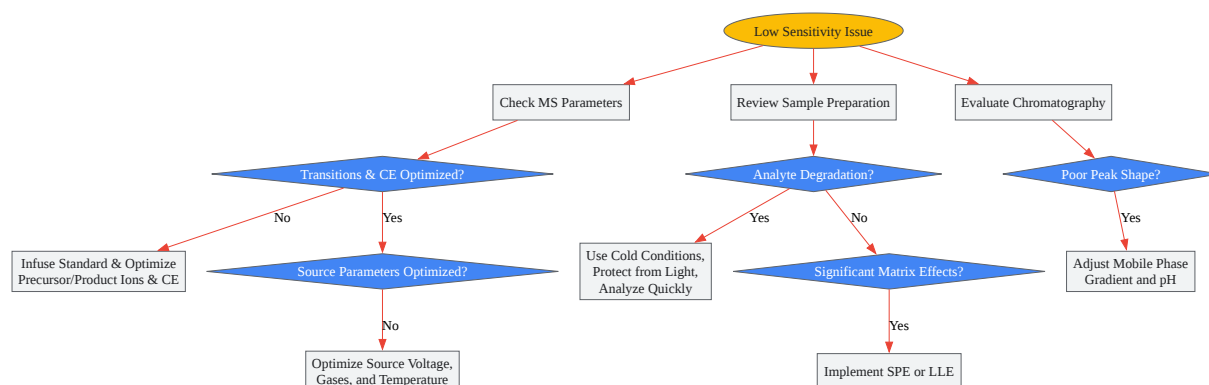 Low Sensitivity Issue
Check MS Parameters
Review Sample Preparation
Evaluate Chromatography
Transitions & CE Optimized?
Analyte Degradation?
Poor Peak Shape?
No
Yes
Yes
No
Yes
Infuse Standard & Optimize
Precursor/Product Ions & CE
Source Parameters Optimized?
Use Cold Conditions,
Protect from Light,
Analyze Quickly
Significant Matrix Effects?
Adjust Mobile Phase
Gradient and pH
No
Yes
Optimize Source Voltage,
Gases, and Temperature
Implement SPE or LLE